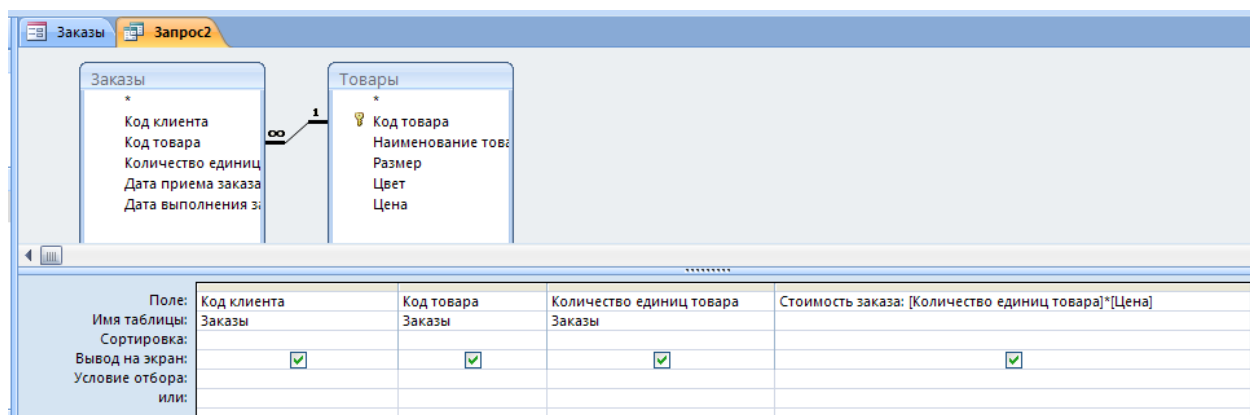 Заказы Запрос2
Заказы
*
Код клиента
Код товара
Количество единиц
Дата приема заказа
Дата выполнения за
∞ 1
Товары
*
Код товара
Наименование това
Размер
Цвет
Цена
Поле: Код клиента Код товара Количество единиц товара Стоимость заказа: [Количество единиц товара]*[Цена]
Имя таблицы: Заказы Заказы Заказы
Сортировка:
Вывод на экран:
Условие отбора:
или: